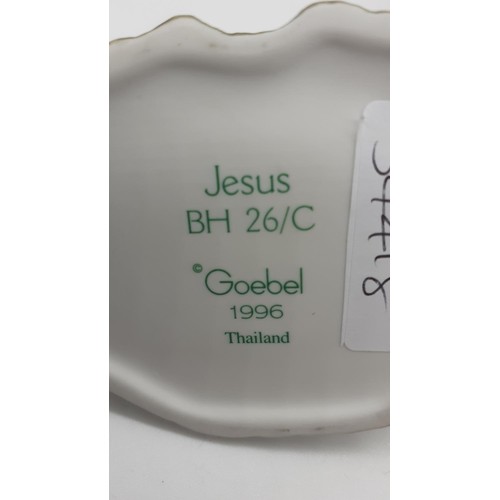 Jesus
BH 26/C
© Goebel
1996
Thailand